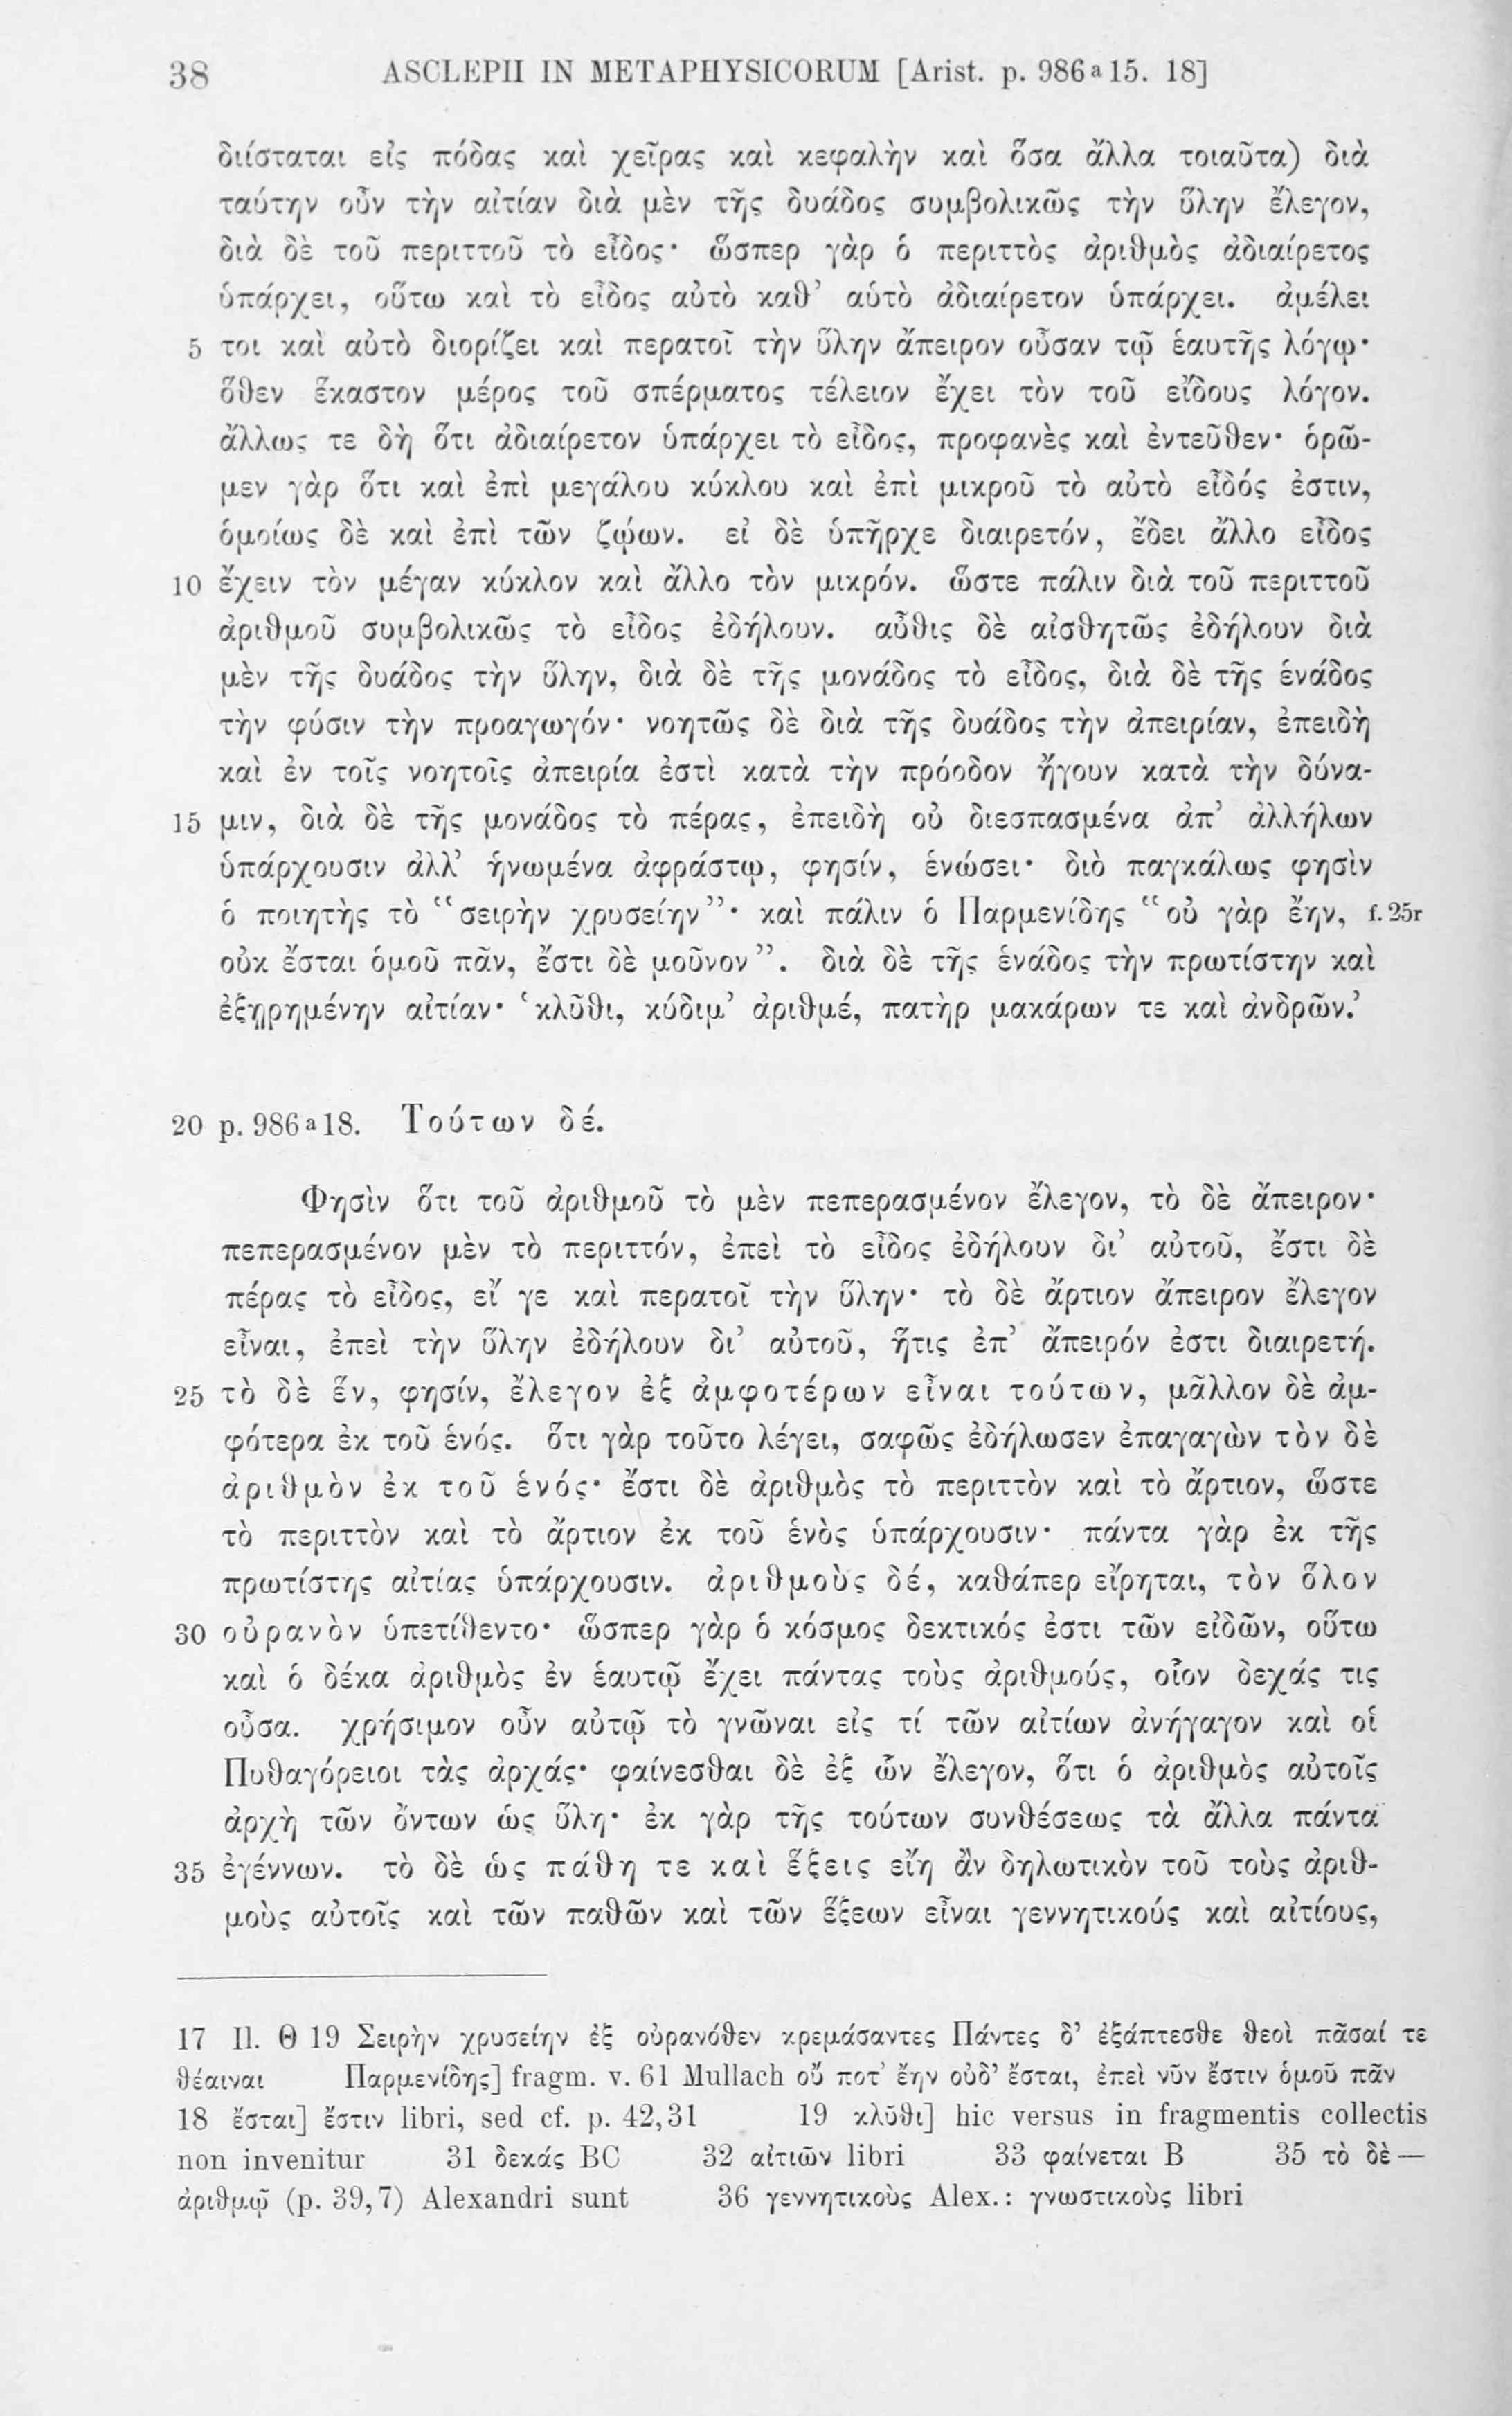 38 ASCLEPII IN METAPHYSICORUM [Arist. p. 986ᵃ15. 18]
διίσταται εἰς πόδας καὶ χεῖρας καὶ κεφαλὴν καὶ ὅσα ἄλλα τοιαῦτα) διὰ
ταύτην οὖν τὴν αἰτίαν διὰ μὲν τῆς δυάδος συμβολικῶς τὴν ὕλην ἔλεγον,
διὰ δὲ τοῦ περιττοῦ τὸ εἶδος· ὥσπερ γὰρ ὁ περιττὸς ἀριθμὸς ἀδιαίρετος
ὑπάρχει, οὕτω καὶ τὸ εἶδος αὐτὸ καθ’ αὑτὸ ἀδιαίρετον ὑπάρχει. ἀμέλει
5 τοι καὶ αὐτὸ διορίζει καὶ περατοῖ τὴν ὕλην ἄπειρον οὖσαν τῷ ἑαυτῆς λόγῳ·
ὅθεν ἕκαστον μέρος τοῦ σπέρματος τέλειον ἔχει τὸν τοῦ εἴδους λόγον.
ἄλλως τε δὴ ὅτι ἀδιαίρετον ὑπάρχει τὸ εἶδος, προφανὲς καὶ ἐντεῦθεν· ὁρῶ-
μεν γὰρ ὅτι καὶ ἐπὶ μεγάλου κύκλου καὶ ἐπὶ μικροῦ τὸ αὐτὸ εἶδός ἐστιν,
ὁμοίως δὲ καὶ ἐπὶ τῶν ζῴων. εἰ δὲ ὑπῆρχε διαιρετόν, ἔδει ἄλλο εἶδος
10 ἔχειν τὸν μέγαν κύκλον καὶ ἄλλο τὸν μικρόν. ὥστε πάλιν διὰ τοῦ περιττοῦ
ἀριθμοῦ συμβολικῶς τὸ εἶδος ἐδήλουν. αὖθις δὲ αἰσθητῶς ἐδήλουν διὰ
μὲν τῆς δυάδος τὴν ὕλην, διὰ δὲ τῆς μονάδος τὸ εἶδος, διὰ δὲ τῆς ἑνάδος
τὴν φύσιν τὴν προαγωγόν· νοητῶς δὲ διὰ τῆς δυάδος τὴν ἀπειρίαν, ἐπειδὴ
καὶ ἐν τοῖς νοητοῖς ἀπειρία ἐστὶ κατὰ τὴν πρόοδον ἤγουν κατὰ τὴν δύνα-
15 μιν, διὰ δὲ τῆς μονάδος τὸ πέρας, ἐπειδὴ οὐ διεσπασμένα ἀπ’ ἀλλήλων
ὑπάρχουσιν ἀλλ’ ἡνωμένα ἀφράστῳ, φησίν, ἑνώσει· διὸ παγκάλως φησὶν
ὁ ποιητὴς τὸ “σειρὴν χρυσείην”· καὶ πάλιν ὁ Παρμενίδης “οὐ γὰρ ἔην, f. 25r
οὐκ ἔσται ὁμοῦ πᾶν, ἔστι δὲ μοῦνον”. διὰ δὲ τῆς ἑνάδος τὴν πρωτίστην καὶ
ἐξῃρημένην αἰτίαν· ‘κλῦθι, κύδιμ’ ἀριθμέ, πατὴρ μακάρων τε καὶ ἀνδρῶν.’
20 p. 986ᵃ18. Τούτων δέ.
Φησὶν ὅτι τοῦ ἀριθμοῦ τὸ μὲν πεπερασμένον ἔλεγον, τὸ δὲ ἄπειρον·
πεπερασμένον μὲν τὸ περιττόν, ἐπεὶ τὸ εἶδος ἐδήλουν δι’ αὐτοῦ, ἔστι δὲ
πέρας τὸ εἶδος, εἴ γε καὶ περατοῖ τὴν ὕλην· τὸ δὲ ἄρτιον ἄπειρον ἔλεγον
εἶναι, ἐπεὶ τὴν ὕλην ἐδήλουν δι’ αὐτοῦ, ἥτις ἐπ’ ἄπειρόν ἐστι διαιρετή.
25 τὸ δὲ ἕν, φησίν, ἔλεγον ἐξ ἀμφοτέρων εἶναι τούτων, μᾶλλον δὲ ἀμ-
φότερα ἐκ τοῦ ἑνός. ὅτι γὰρ τοῦτο λέγει, σαφῶς ἐδήλωσεν ἐπαγαγὼν τὸν δὲ
ἀριθμὸν ἐκ τοῦ ἑνός· ἔστι δὲ ἀριθμὸς τὸ περιττὸν καὶ τὸ ἄρτιον, ὥστε
τὸ περιττὸν καὶ τὸ ἄρτιον ἐκ τοῦ ἑνὸς ὑπάρχουσιν· πάντα γὰρ ἐκ τῆς
πρωτίστης αἰτίας ὑπάρχουσιν. ἀριθμοὺς δέ, καθάπερ εἴρηται, τὸν ὅλον
30 οὐρανὸν ὑπετίθεντο· ὥσπερ γὰρ ὁ κόσμος δεκτικός ἐστι τῶν εἰδῶν, οὕτω
καὶ ὁ δέκα ἀριθμὸς ἐν ἑαυτῷ ἔχει πάντας τοὺς ἀριθμούς, οἷον δεχάς τις
οὖσα. χρήσιμον οὖν αὐτῷ τὸ γνῶναι εἰς τί τῶν αἰτίων ἀνήγαγον καὶ οἱ
Πυθαγόρειοι τὰς ἀρχάς· φαίνεσθαι δὲ ἐξ ὧν ἔλεγον, ὅτι ὁ ἀριθμὸς αὐτοῖς
ἀρχὴ τῶν ὄντων ὡς ὕλη· ἐκ γὰρ τῆς τούτων συνθέσεως τὰ ἄλλα πάντα
35 ἐγέννων. τὸ δὲ ὡς πάθη τε καὶ ἕξεις εἴη ἂν δηλωτικὸν τοῦ τοὺς ἀριθ-
μοὺς αὐτοῖς καὶ τῶν παθῶν καὶ τῶν ἕξεων εἶναι γεννητικούς καὶ αἰτίους,
17 Il. Θ 19 Σειρὴν χρυσείην ἐξ οὐρανόθεν κρεμάσαντες Πάντες δ’ ἐξάπτεσθε θεοὶ πᾶσαί τε
θέαιναι Παρμενίδης] fragm. v. 61 Mullach οὔ ποτ’ ἔην οὐδ’ ἔσται, ἐπεὶ νῦν ἔστιν ὁμοῦ πᾶν
18 ἔσται] ἔστιν libri, sed cf. p. 42,31 19 κλῦθι] hic versus in fragmentis collectis
non invenitur 31 δεκάς BC 32 αἰτιῶν libri 33 φαίνεται B 35 τὸ δὲ —
ἀριθμῷ (p. 39,7) Alexandri sunt 36 γεννητικοὺς Alex.: γνωστικοὺς libri